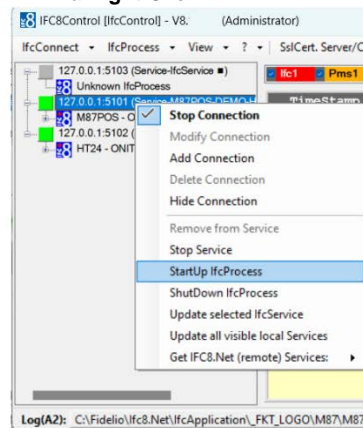 IFC8Control [IfcControl] - V8. (Administrator)
IfcConnect IfcProcess View ? SslCert. Server/C
127.0.0.1:5103 (Service-IfcService ■)
Unknown IfcProcess
127.0.0.1:5101 (Service-M87POS-DEMO-H
M87POS - O
127.0.0.1:5102 (
HT24 - ONIT
Ifc1 Pms1
TimeStamp
Stop Connection
Modify Connection
Add Connection
Delete Connection
Hide Connection
Remove from Service
Stop Service
StartUp IfcProcess
ShutDown IfcProcess
Update selected IfcService
Update all visible local Services
Get IFC8.Net (remote) Services:
Log(A2): C:\Fidelio\Ifc8.Net\IfcApplication\_FKT_LOGO\M87\M87